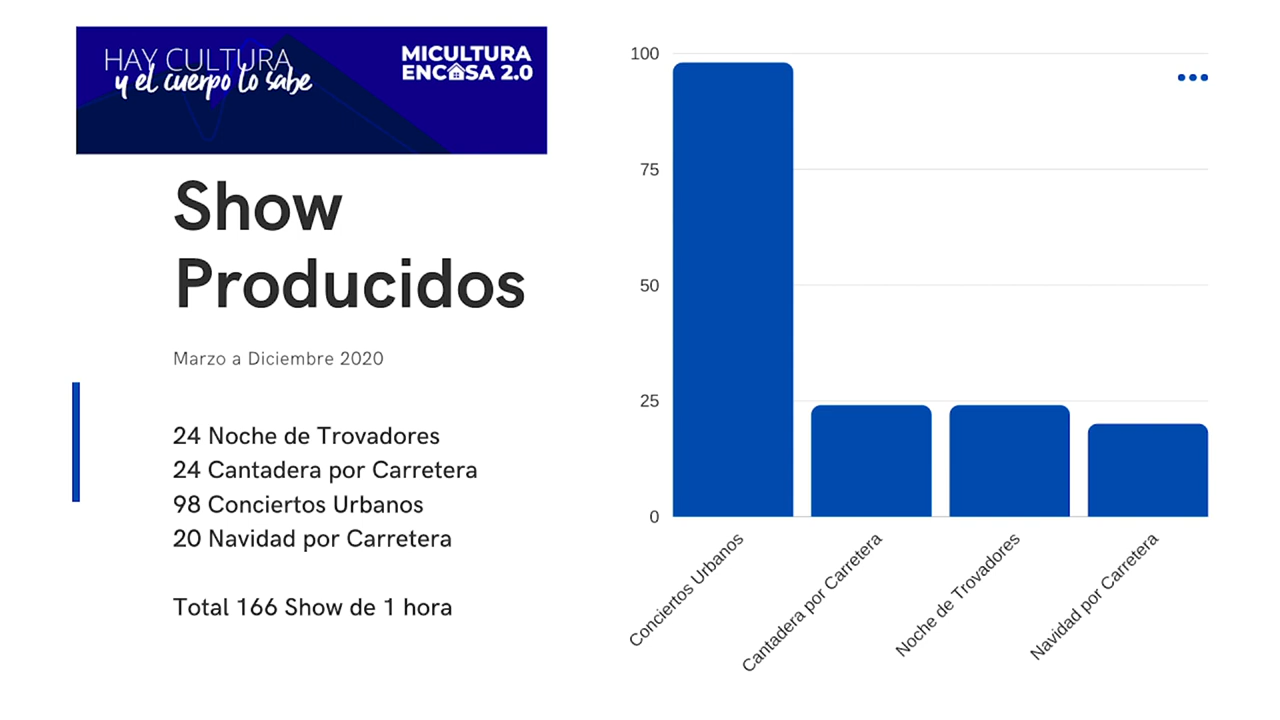 HAY CULTURA
y el cuerpo lo sabe
MICULTURA
ENCASA 2.0
Show
Producidos
Marzo a Diciembre 2020
24 Noche de Trovadores
24 Cantadera por Carretera
98 Conciertos Urbanos
20 Navidad por Carretera
Total 166 Show de 1 hora
100
75
50
25
0
Conciertos Urbanos
Cantadera por Carretera
Noche de Trovadores
Navidad por Carretera